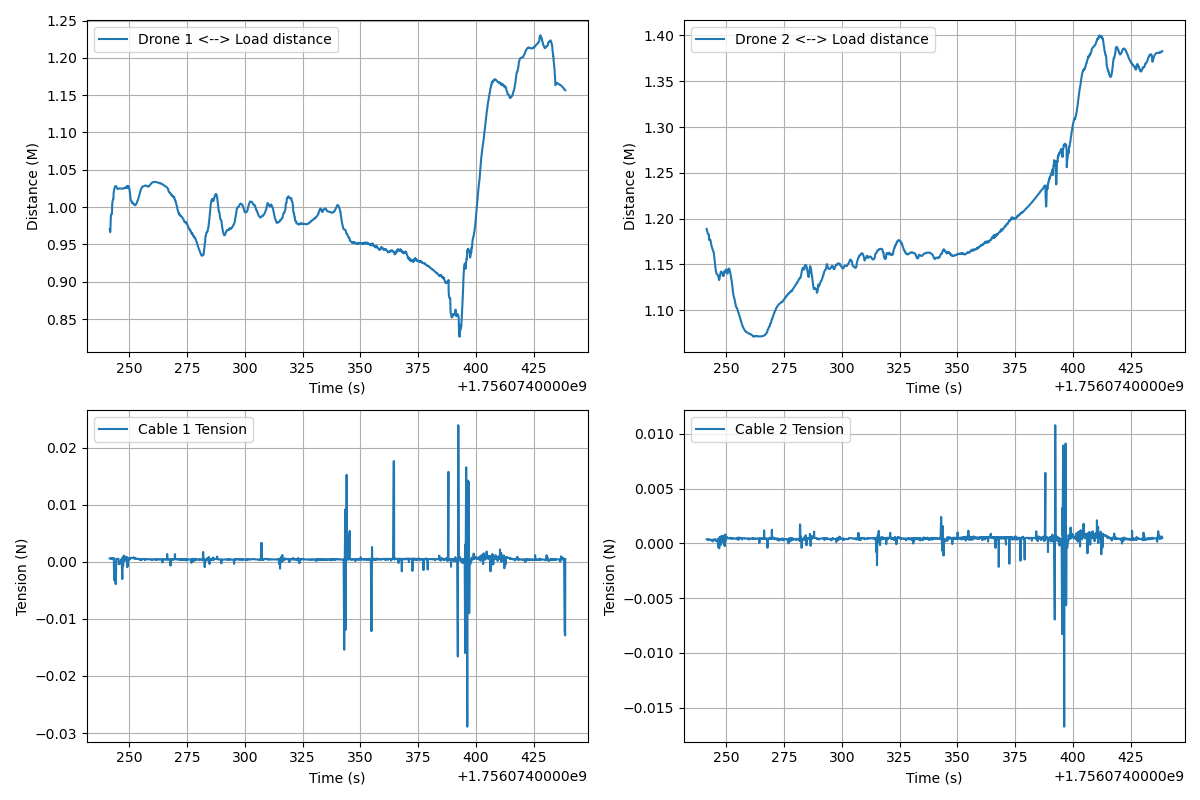 Drone 1 <--> Load distance
Distance (M)
1.25
1.20
1.15
1.10
1.05
1.00
0.95
0.90
0.85
250 275 300 325 350 375 400 425
Time (s)
+1.7560740000e9
Drone 2 <--> Load distance
Distance (M)
1.40
1.35
1.30
1.25
1.20
1.15
1.10
250 275 300 325 350 375 400 425
Time (s)
+1.7560740000e9
Cable 1 Tension
Tension (N)
0.02
0.01
0.00
−0.01
−0.02
−0.03
250 275 300 325 350 375 400 425
Time (s)
+1.7560740000e9
Cable 2 Tension
Tension (N)
0.010
0.005
0.000
−0.005
−0.010
−0.015
250 275 300 325 350 375 400 425
Time (s)
+1.7560740000e9